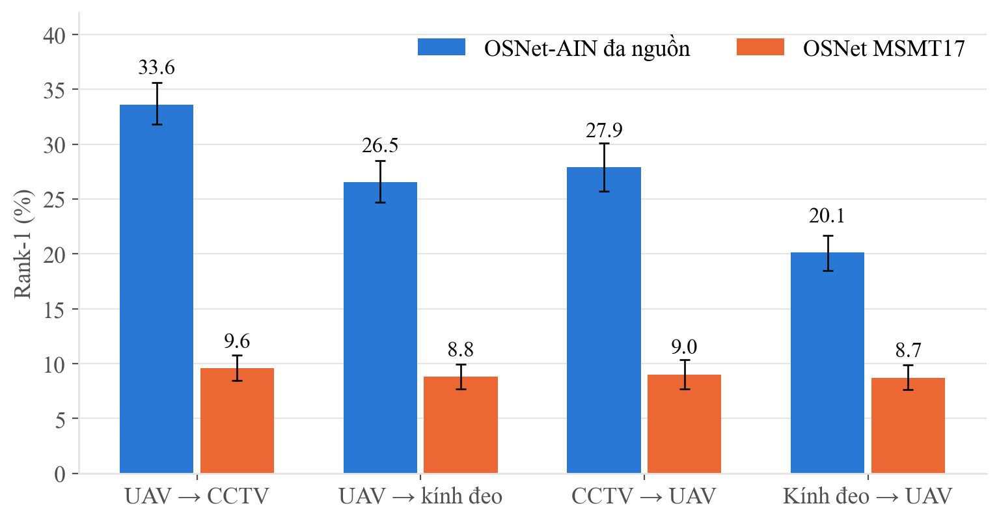 OSNet-AIN đa nguồn
OSNet MSMT17
Rank-1 (%)
40
35
30
25
20
15
10
5
0
33.6
9.6
26.5
8.8
27.9
9.0
20.1
8.7
UAV → CCTV
UAV → kính đeo
CCTV → UAV
Kính đeo → UAV